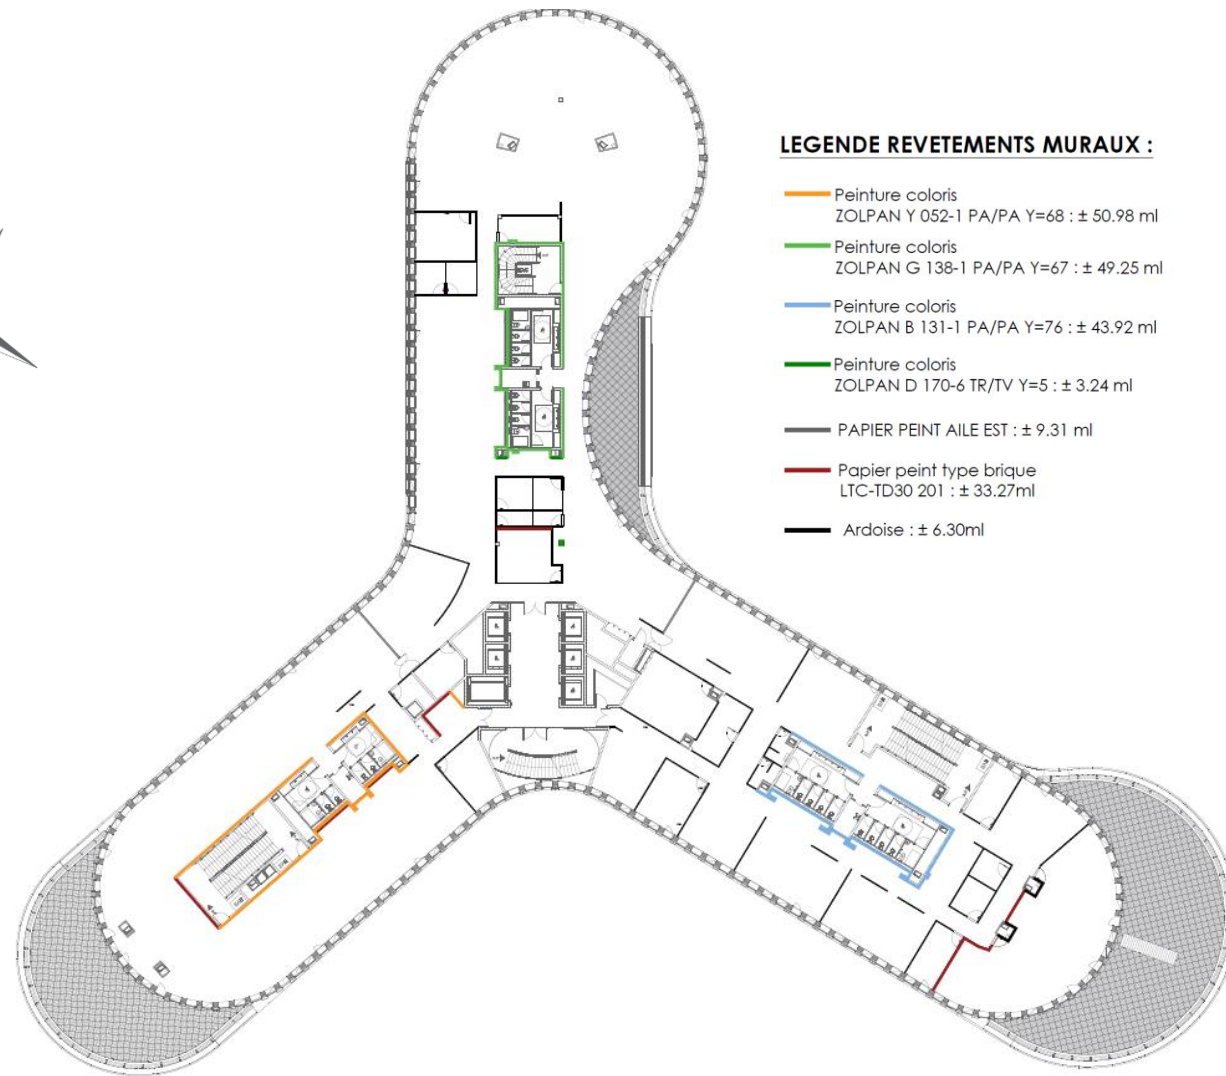 LEGENDE REVETEMENTS MURAUX :
Peinture coloris
ZOLPAN Y 052-1 PA/PA Y=68 : ± 50.98 ml
Peinture coloris
ZOLPAN G 138-1 PA/PA Y=67 : ± 49.25 ml
Peinture coloris
ZOLPAN B 131-1 PA/PA Y=76 : ± 43.92 ml
Peinture coloris
ZOLPAN D 170-6 TR/TV Y=5 : ± 3.24 ml
PAPIER PEINT AILE EST : ± 9.31 ml
Papier peint type brique
LTC-TD30 201 : ± 33.27ml
Ardoise : ± 6.30ml